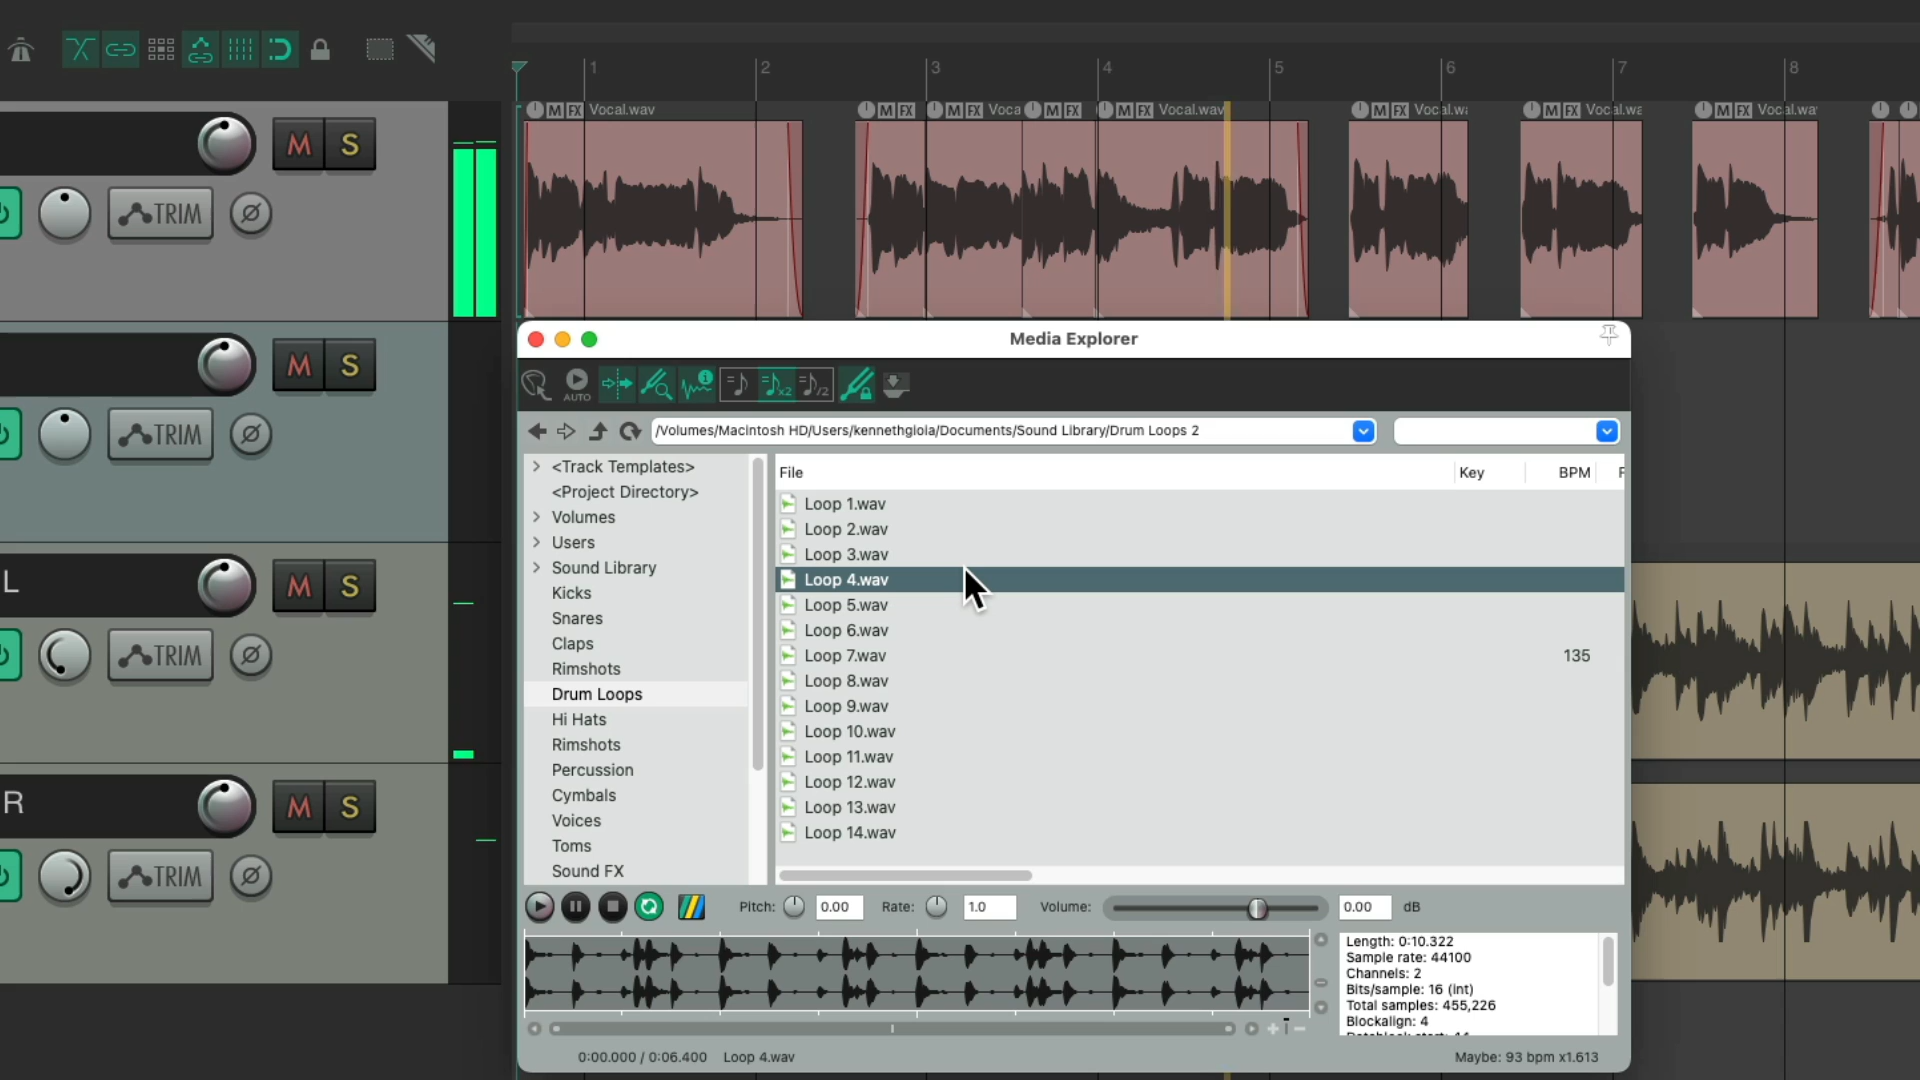 1 2 3 4 5 6 7 8
M FX Vocal.wav M FX M FX Voca M FX M FX Vocal.wav M FX Vocal.wa M FX Vocal.wa M FX Vocal.wa
M S
TRIM
M S
TRIM
L M S
TRIM
R M S
TRIM
Media Explorer
AUTO x2 /2
/Volumes/Macintosh HD/Users/kennethgioia/Documents/Sound Library/Drum Loops 2
<Track Templates>
<Project Directory>
Volumes
Users
Sound Library
Kicks
Snares
Claps
Rimshots
Drum Loops
Hi Hats
Rimshots
Percussion
Cymbals
Voices
Toms
Sound FX
File Key BPM
Loop 1.wav
Loop 2.wav
Loop 3.wav
Loop 4.wav
Loop 5.wav
Loop 6.wav
Loop 7.wav 135
Loop 8.wav
Loop 9.wav
Loop 10.wav
Loop 11.wav
Loop 12.wav
Loop 13.wav
Loop 14.wav
Pitch: 0.00 Rate: 1.0 Volume: 0.00 dB
Length: 0:10.322
Sample rate: 44100
Channels: 2
Bits/sample: 16 (int)
Total samples: 455,226
Blockalign: 4
0:00.000 / 0:06.400 Loop 4.wav Maybe: 93 bpm x1.613